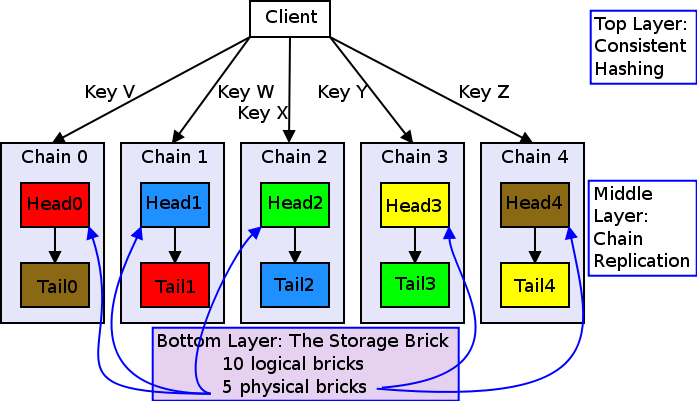 Client
Top Layer:
Consistent
Hashing
Key V
Key W
Key X
Key Y
Key Z
Chain 0
Chain 1
Chain 2
Chain 3
Chain 4
Head0
Head1
Head2
Head3
Head4
Middle
Layer:
Chain
Replication
Tail0
Tail1
Tail2
Tail3
Tail4
Bottom Layer: The Storage Brick
10 logical bricks
5 physical bricks